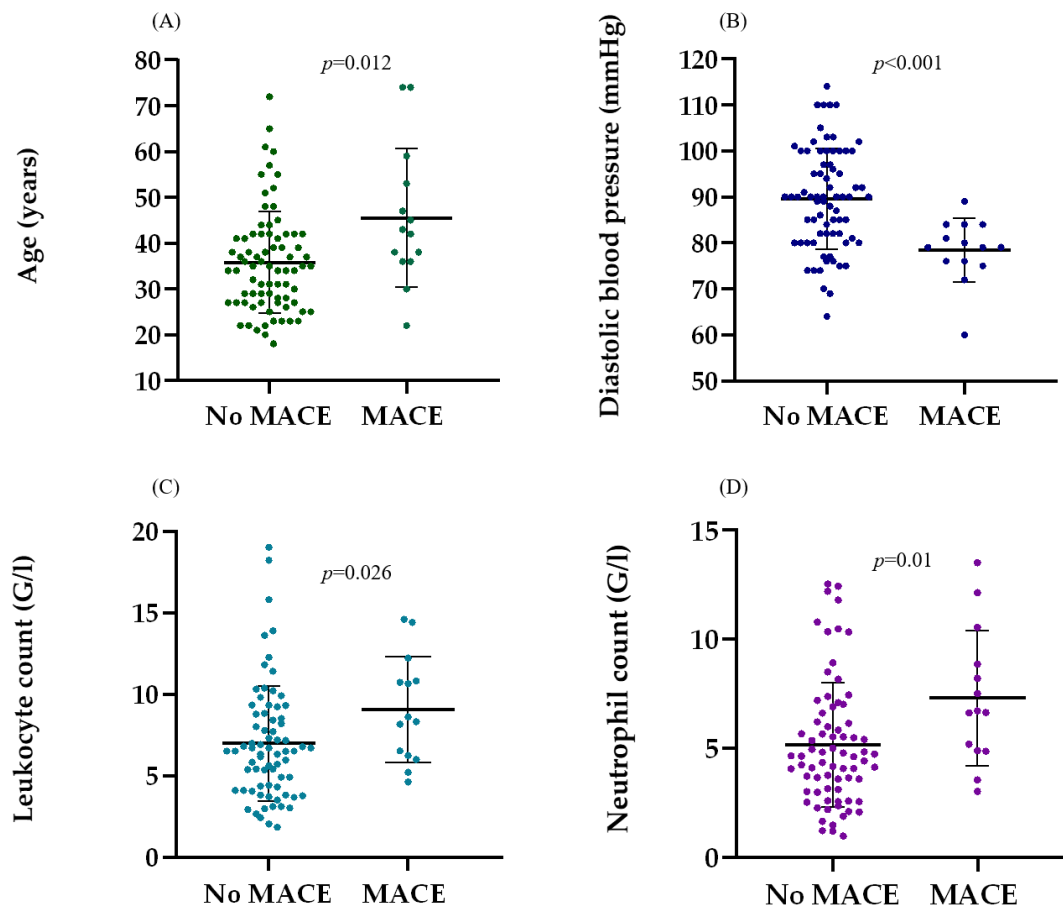 (A)
p=0.012
Age (years)
80
70
60
50
40
30
20
10
No MACE
MACE
(B)
p<0.001
Diastolic blood pressure (mmHg)
120
110
100
90
80
70
60
50
No MACE
MACE
(C)
p=0.026
Leukocyte count (G/l)
20
15
10
5
0
No MACE
MACE
(D)
p=0.01
Neutrophil count (G/l)
15
10
5
0
No MACE
MACE